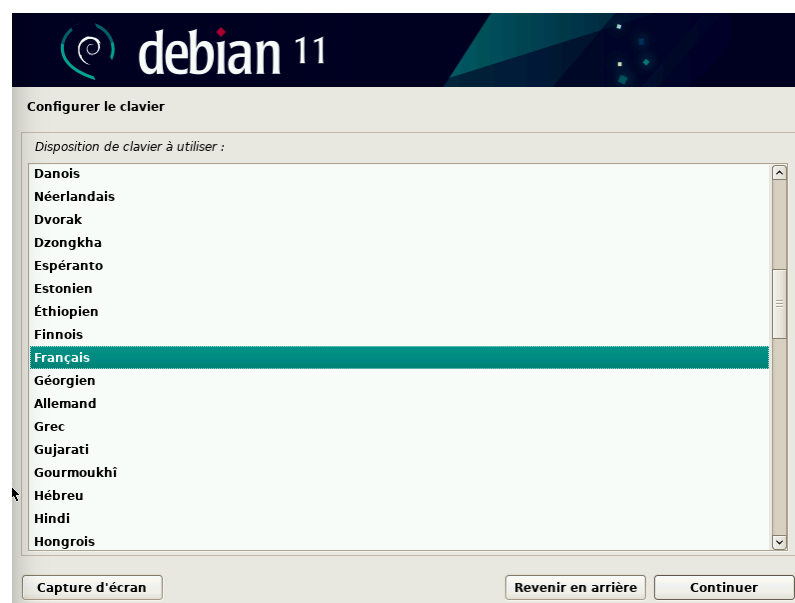 debian 11
Configurer le clavier
Disposition de clavier à utiliser :
Danois
Néerlandais
Dvorak
Dzongkha
Espéranto
Estonien
Éthiopien
Finnois
Français
Géorgien
Allemand
Grec
Gujarati
Gourmoukhî
Hébreu
Hindi
Hongrois
Capture d'écran
Revenir en arrière
Continuer